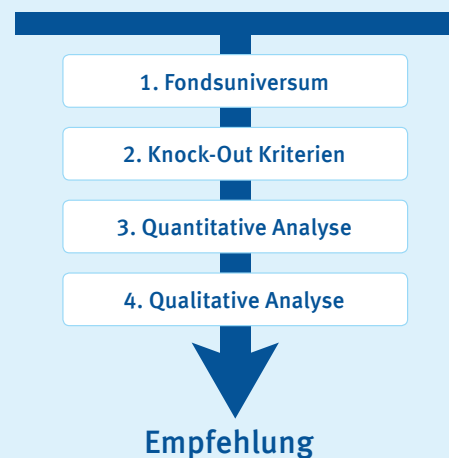 1. Fondsuniversum
2. Knock-Out Kriterien
3. Quantitative Analyse
4. Qualitative Analyse
Empfehlung